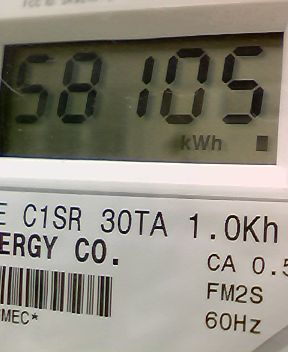 58105
kWh
E C1SR 30TA 1.0Kh
ERGY CO.
CA 0.5
FM2S
MEC*
60Hz